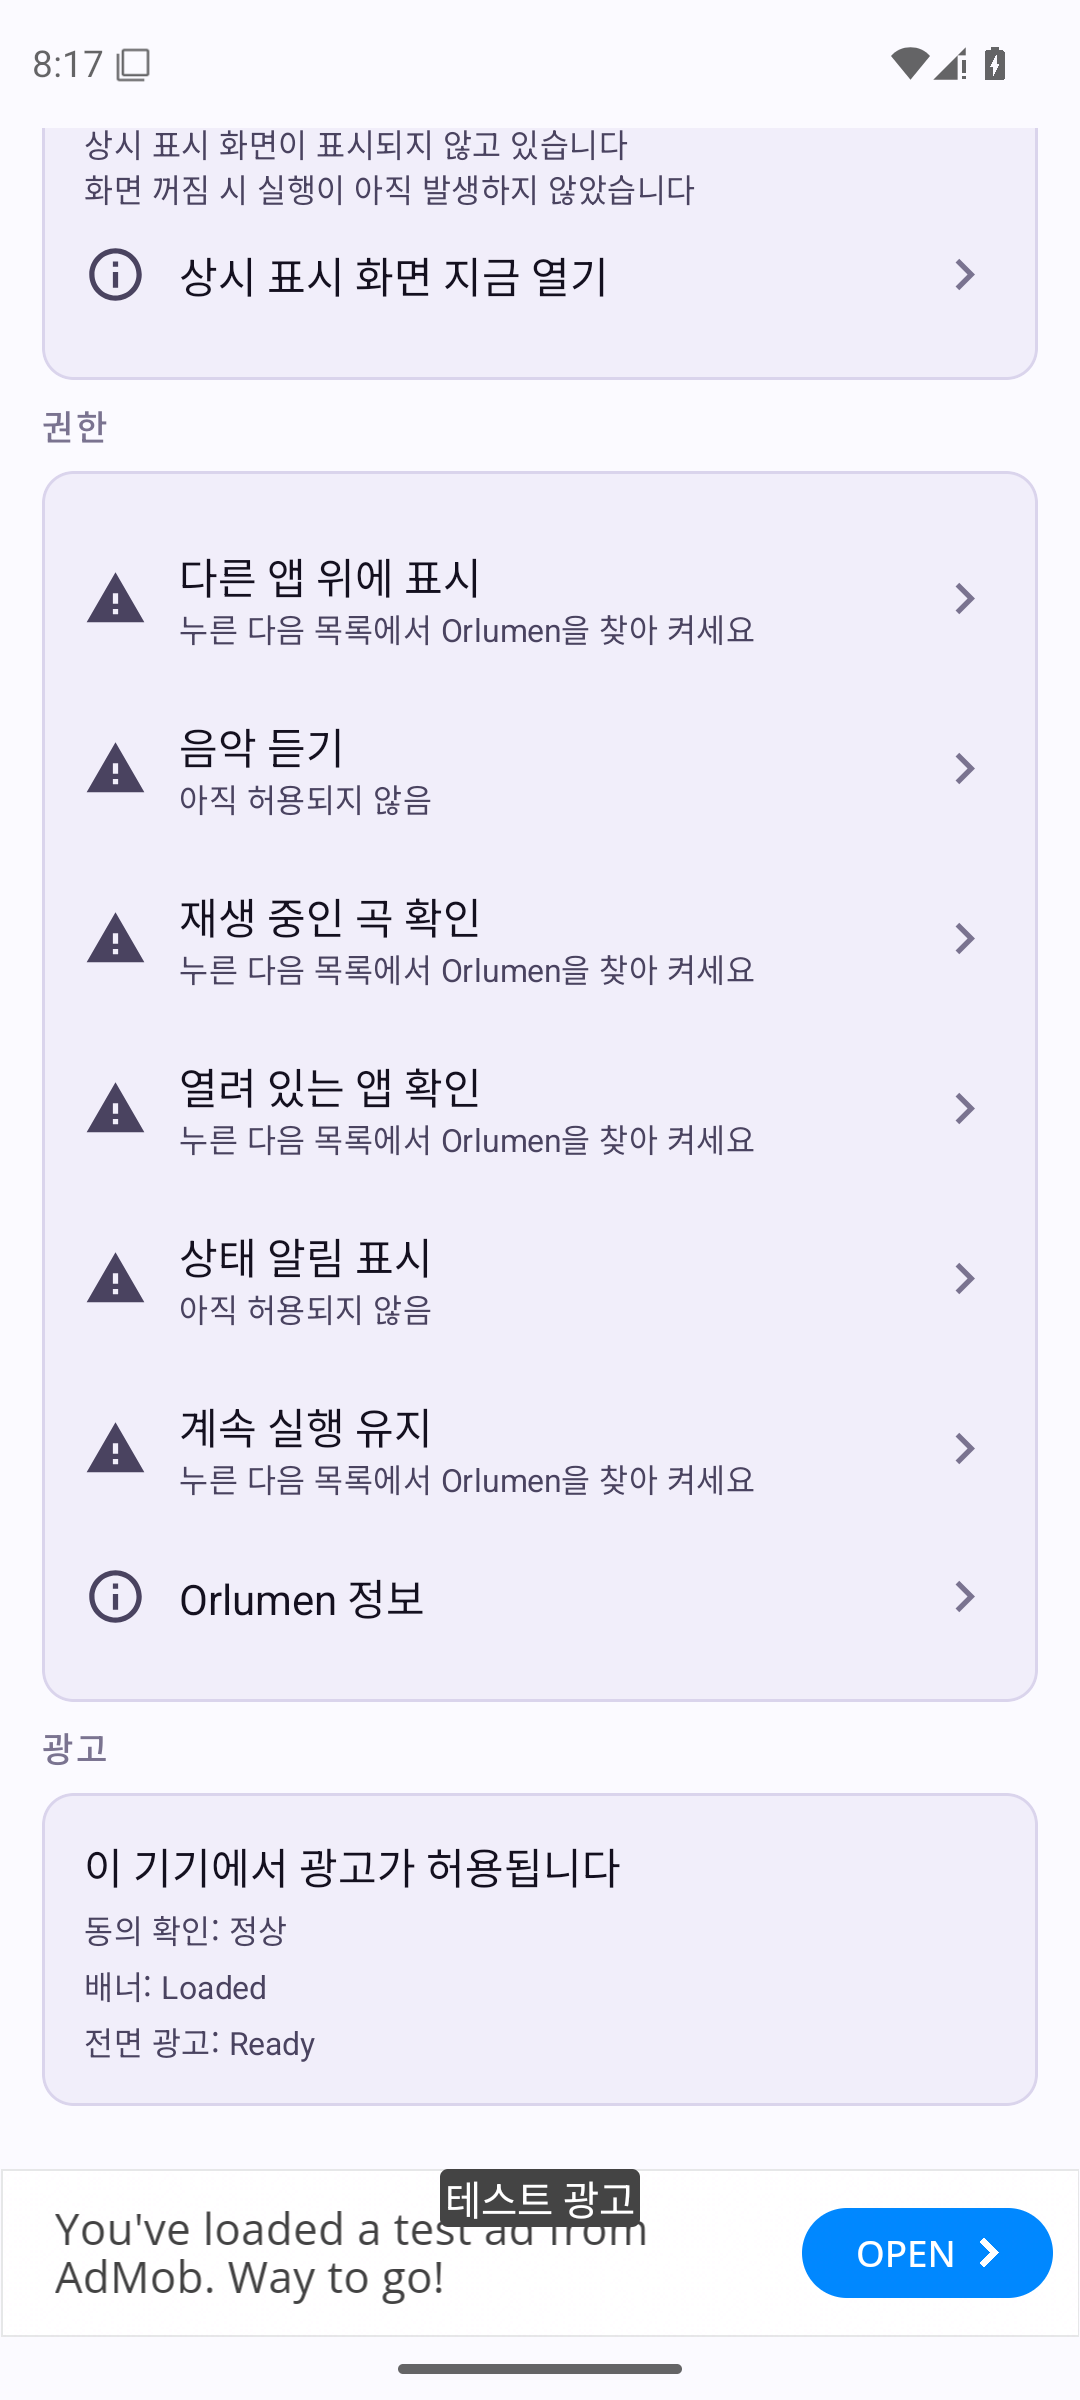 8:17
상시 표시 화면이 표시되지 않고 있습니다
화면 꺼짐 시 실행이 아직 발생하지 않았습니다
상시 표시 화면 지금 열기
권한
다른 앱 위에 표시
누른 다음 목록에서 Orlumen을 찾아 켜세요
음악 듣기
아직 허용되지 않음
재생 중인 곡 확인
누른 다음 목록에서 Orlumen을 찾아 켜세요
열려 있는 앱 확인
누른 다음 목록에서 Orlumen을 찾아 켜세요
상태 알림 표시
아직 허용되지 않음
계속 실행 유지
누른 다음 목록에서 Orlumen을 찾아 켜세요
Orlumen 정보
광고
이 기기에서 광고가 허용됩니다
동의 확인: 정상
배너: Loaded
전면 광고: Ready
테스트 광고
You've loaded a test ad from
AdMob. Way to go!
OPEN